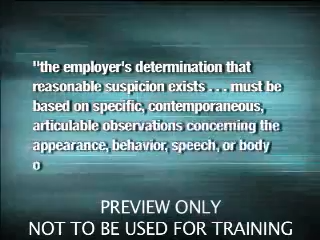 "the employer's determination that
reasonable suspicion exists . . . must be
based on specific, contemporaneous,
articulable observations concerning the
appearance, behavior, speech, or body
o
PREVIEW ONLY
NOT TO BE USED FOR TRAINING